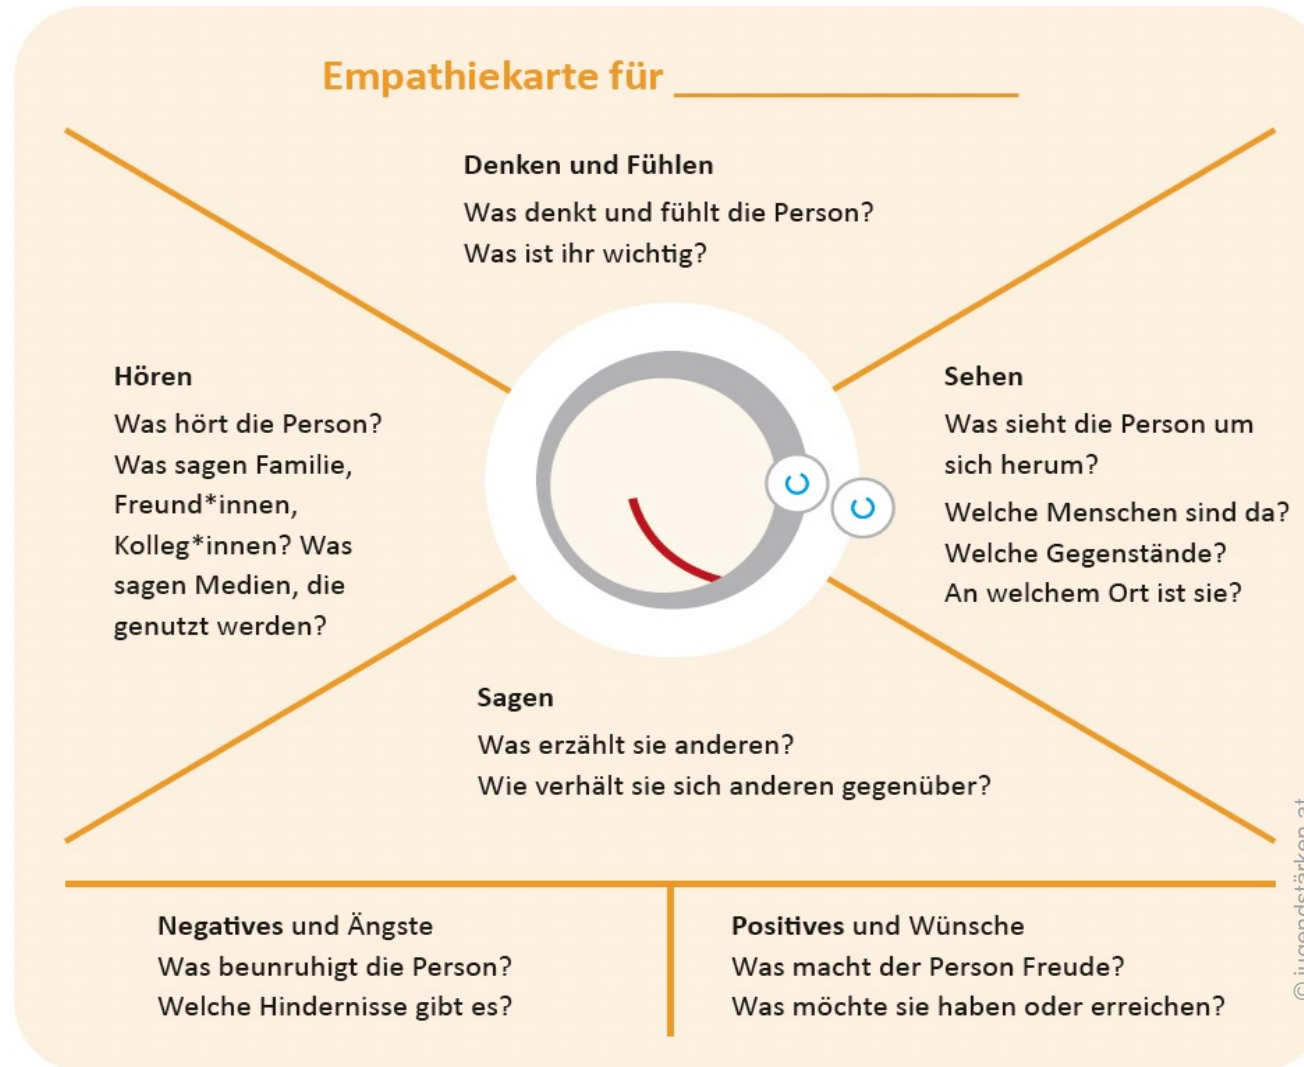 Empathiekarte für
Denken und Fühlen
Was denkt und fühlt die Person?
Was ist ihr wichtig?
Hören
Was hört die Person?
Was sagen Familie,
Freund*innen,
Kolleg*innen? Was
sagen Medien, die
genutzt werden?
Sehen
Was sieht die Person um
sich herum?
Welche Menschen sind da?
Welche Gegenstände?
An welchem Ort ist sie?
Sagen
Was erzählt sie anderen?
Wie verhält sie sich anderen gegenüber?
Negatives und Ängste
Was beunruhigt die Person?
Welche Hindernisse gibt es?
Positives und Wünsche
Was macht der Person Freude?
Was möchte sie haben oder erreichen?
© jugendstärken.at